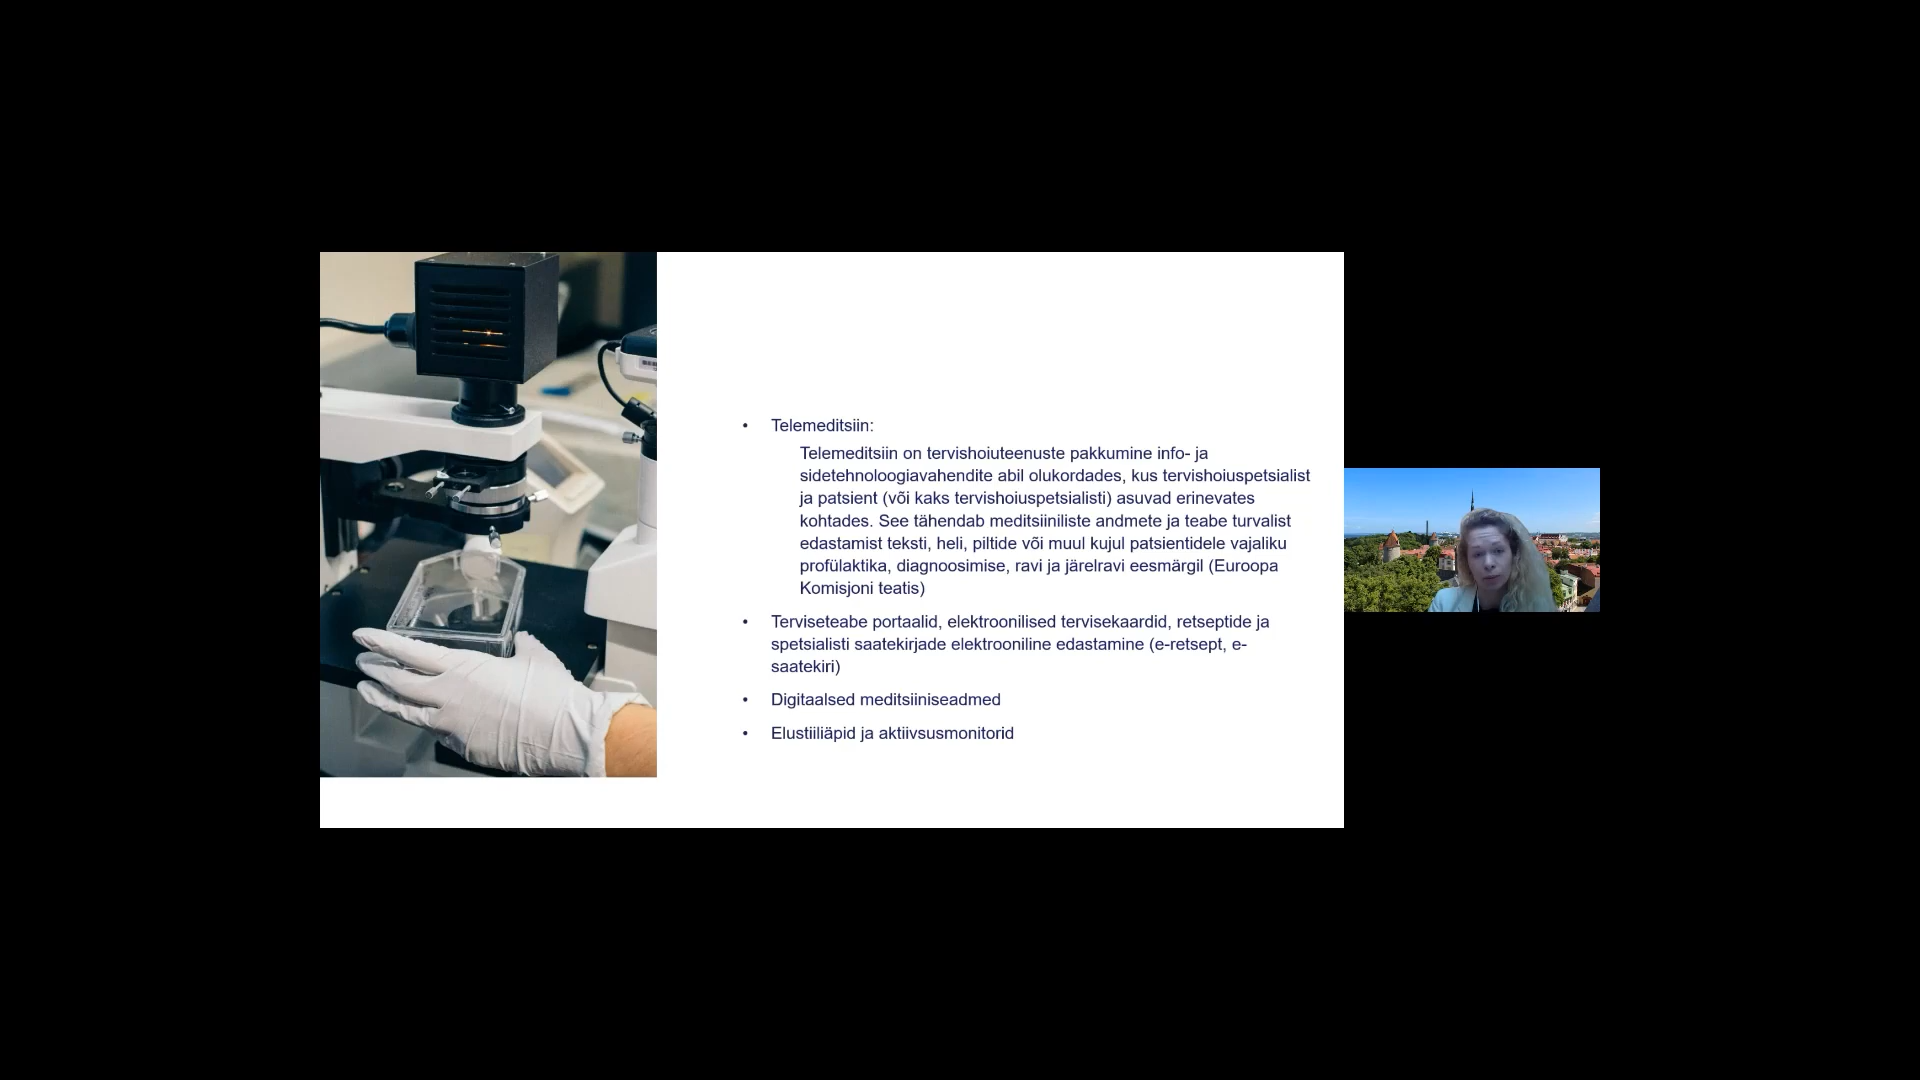 • Telemeditsiin:
Telemeditsiin on tervishoiuteenuste pakkumine info- ja
sidetehnoloogiavahendite abil olukordades, kus tervishoiuspetsialist
ja patsient (või kaks tervishoiuspetsialisti) asuvad erinevates
kohtades. See tähendab meditsiiniliste andmete ja teabe turvalist
edastamist teksti, heli, piltide või muul kujul patsientidele vajaliku
profülaktika, diagnoosimise, ravi ja järelravi eesmärgil (Euroopa
Komisjoni teatis)
• Terviseteabe portaalid, elektroonilised tervisekaardid, retseptide ja
spetsialisti saatekirjade elektrooniline edastamine (e-retsept, e-
saatekiri)
• Digitaalsed meditsiiniseadmed
• Elustiiliäpid ja aktiivsusmonitorid